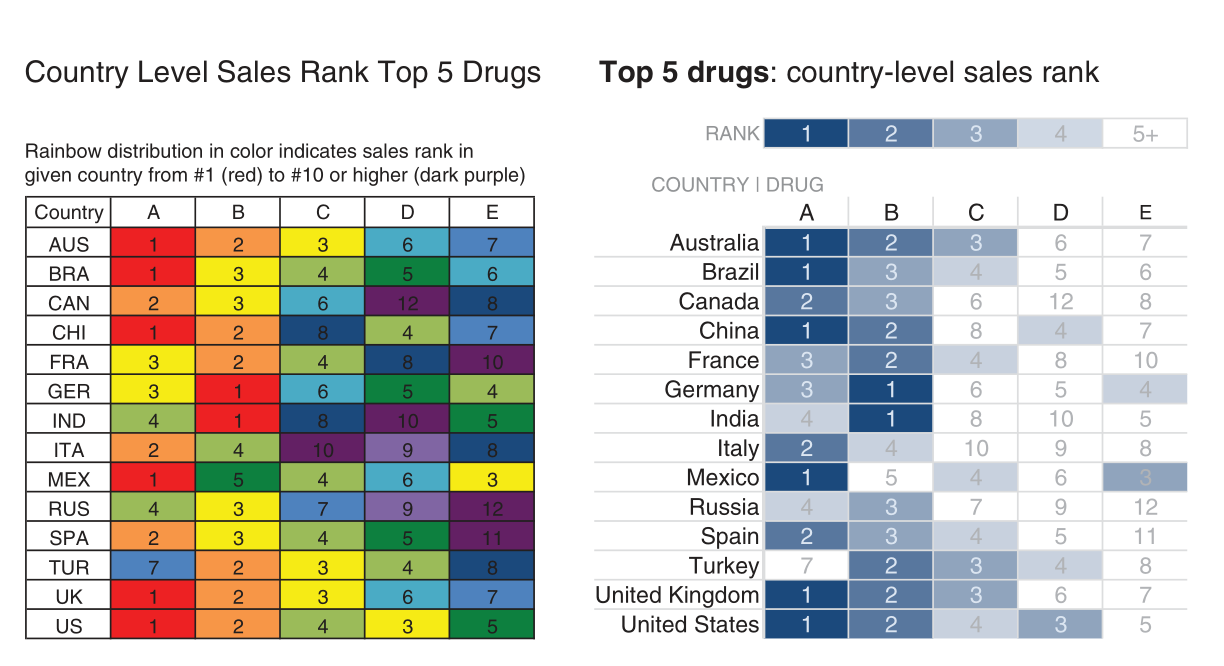 Country Level Sales Rank Top 5 Drugs
Rainbow distribution in color indicates sales rank in
given country from #1 (red) to #10 or higher (dark purple)
Country A B C D E
AUS 1 2 3 6 7
BRA 1 3 4 5 6
CAN 2 3 6 12 8
CHI 1 2 8 4 7
FRA 3 2 4 8 10
GER 3 1 6 5 4
IND 4 1 8 10 5
ITA 2 4 10 9 8
MEX 1 5 4 6 3
RUS 4 3 7 9 12
SPA 2 3 4 5 11
TUR 7 2 3 4 8
UK 1 2 3 6 7
US 1 2 4 3 5
Top 5 drugs: country-level sales rank
RANK 1 2 3 4 5+
COUNTRY | DRUG
A B C D E
Australia 1 2 3 6 7
Brazil 1 3 4 5 6
Canada 2 3 6 12 8
China 1 2 8 4 7
France 3 2 4 8 10
Germany 3 1 6 5 4
India 4 1 8 10 5
Italy 2 4 10 9 8
Mexico 1 5 4 6 3
Russia 4 3 7 9 12
Spain 2 3 4 5 11
Turkey 7 2 3 4 8
United Kingdom 1 2 3 6 7
United States 1 2 4 3 5